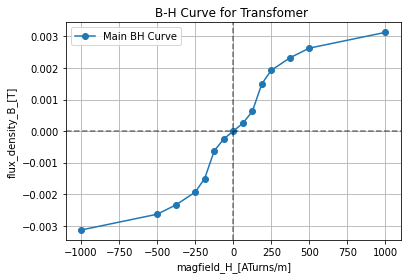 B-H Curve for Transfomer
Main BH Curve
flux_density_B_[T]
0.003
0.002
0.001
0.000
−0.001
−0.002
−0.003
−1000 −750 −500 −250 0 250 500 750 1000
magfield_H_[ATurns/m]